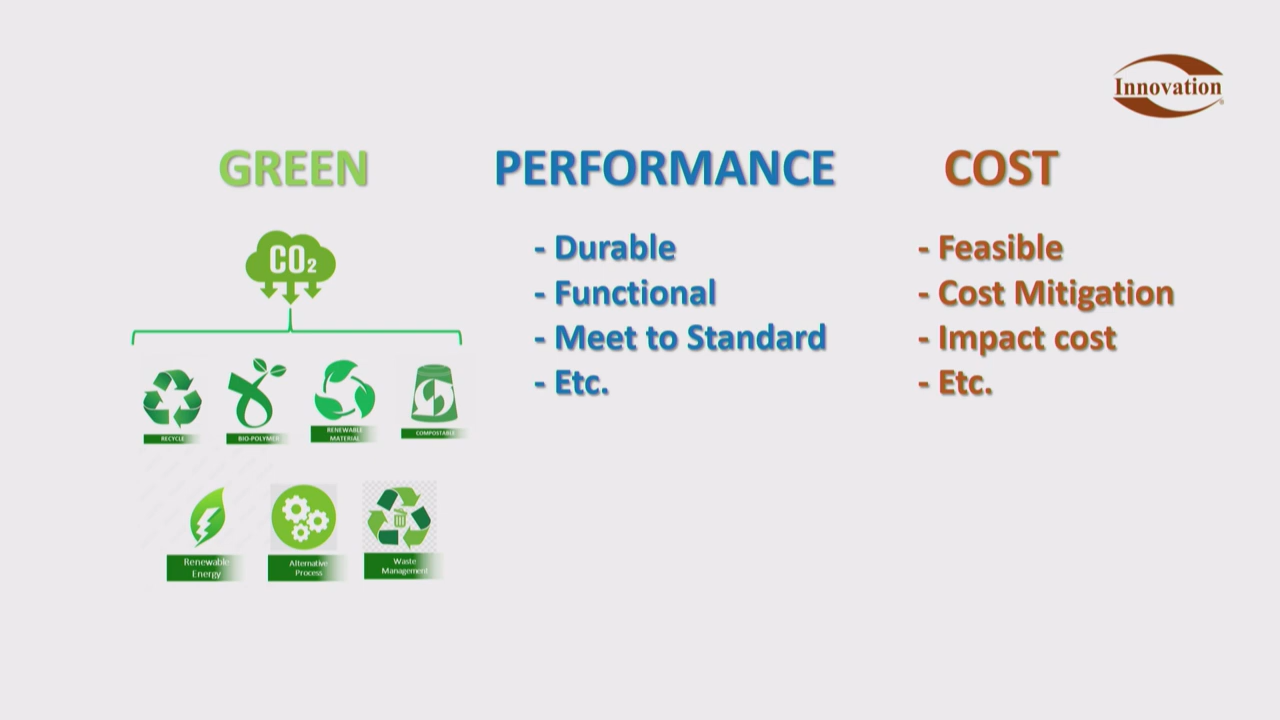 Innovation
GREEN
CO2
RECYCLE
BIO-POLYMER
RENEWABLE
MATERIAL
COMPOSTABLE
Renewable
Energy
Alternative
Process
Waste
Management
PERFORMANCE
- Durable
- Functional
- Meet to Standard
- Etc.
COST
- Feasible
- Cost Mitigation
- Impact cost
- Etc.